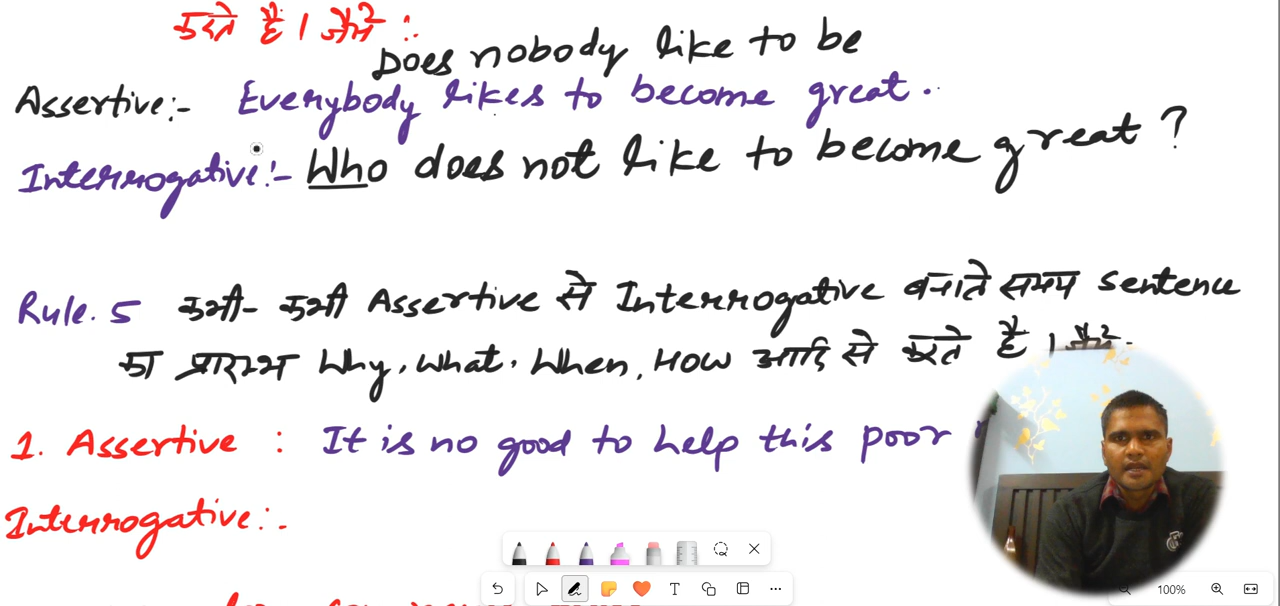 करते हैं। जैसे :
Does nobody like to be
Assertive:- Everybody likes to become great.
Interrogative:- Who does not like to become great ?
Rule. 5 कभी-कभी Assertive से Interrogative बनाते समय sentence
का प्रारम्भ Why, What, When, How आदि से करते हैं। जैसे:
1. Assertive : It is no good to help this poor
Interrogative:-
100%